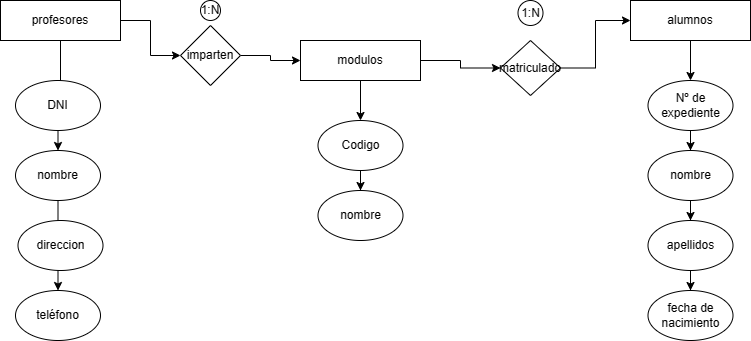 1:N
1:N
profesores
alumnos
imparten
modulos
matriculado
DNI
Nº de
expediente
Codigo
nombre
nombre
nombre
direccion
apellidos
teléfono
fecha de
nacimiento